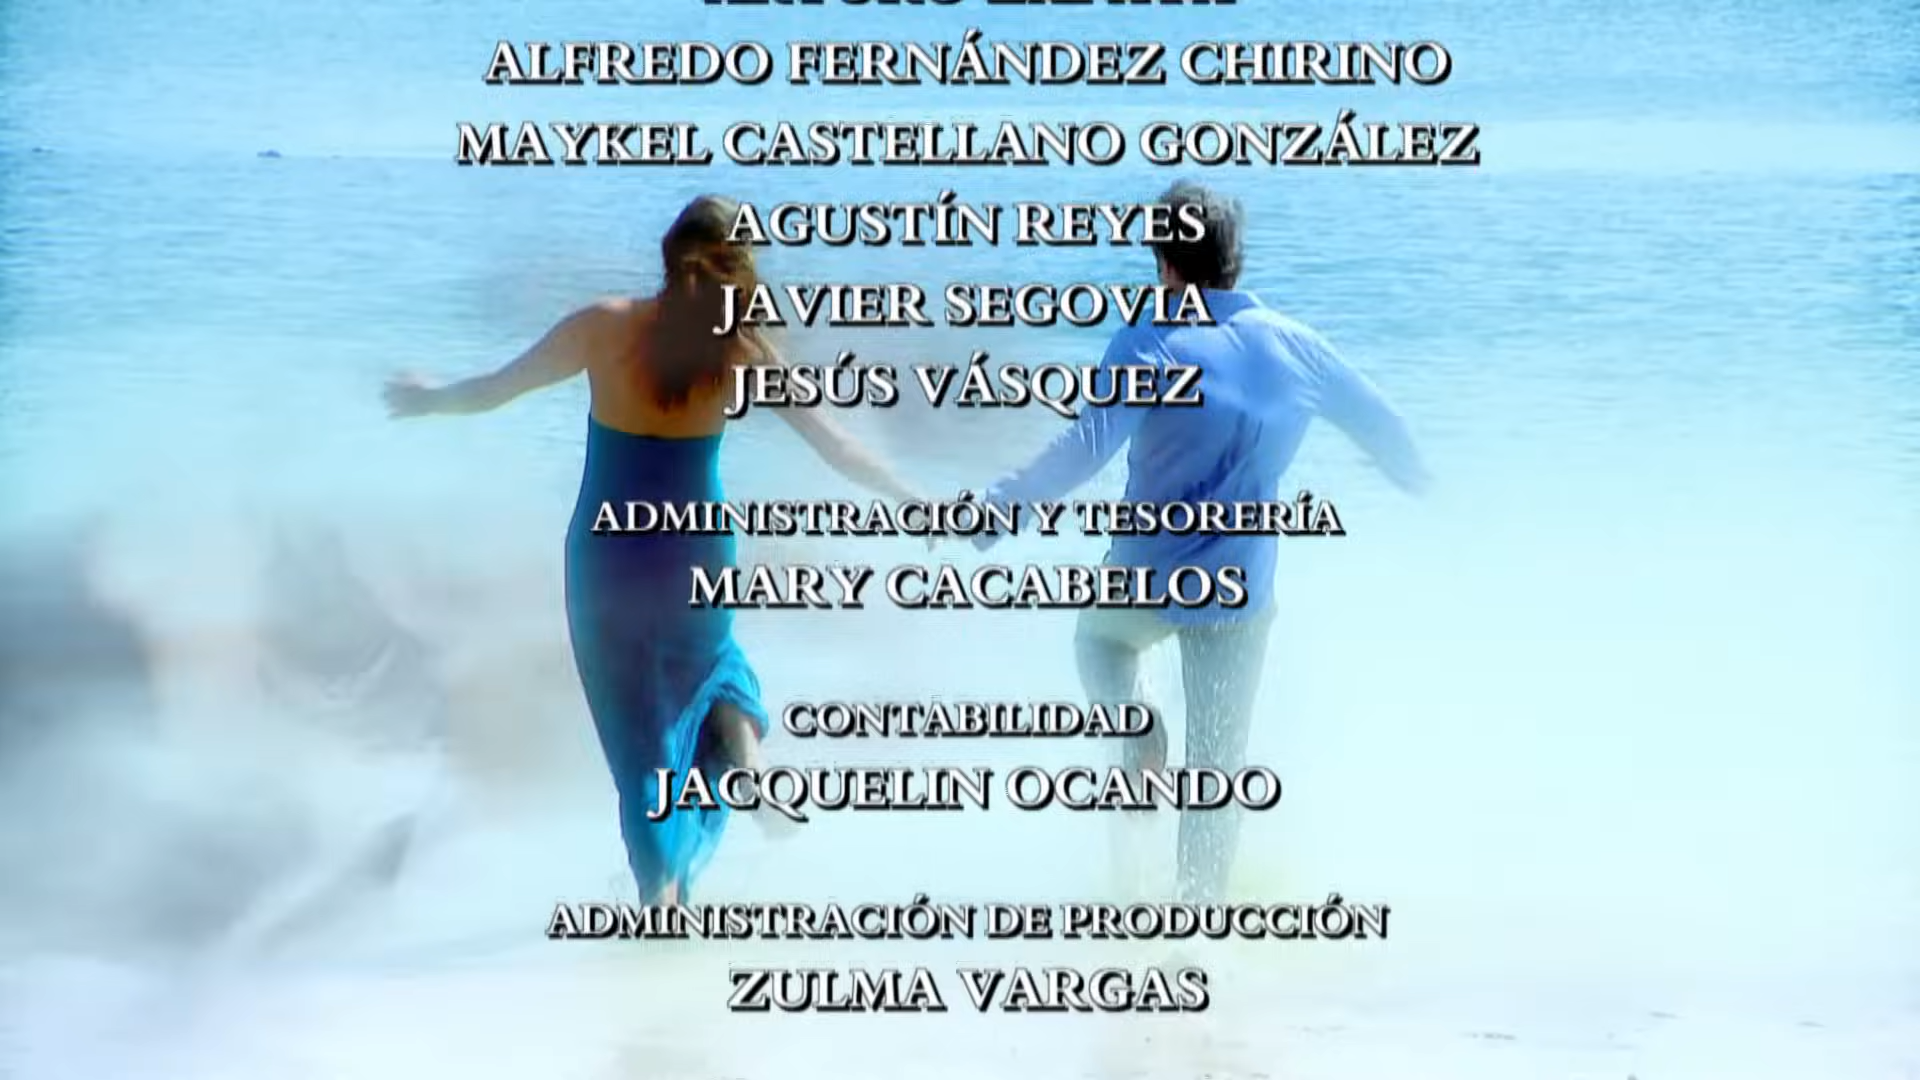 ALFREDO FERNÁNDEZ CHIRINO
MAYKEL CASTELLANO GONZÁLEZ
AGUSTÍN REYES
JAVIER SEGOVIA
JESÚS VÁSQUEZ
ADMINISTRACIÓN Y TESORERÍA
MARY CACABELOS
CONTABILIDAD
JACQUELIN OCANDO
ADMINISTRACIÓN DE PRODUCCIÓN
ZULMA VARGAS